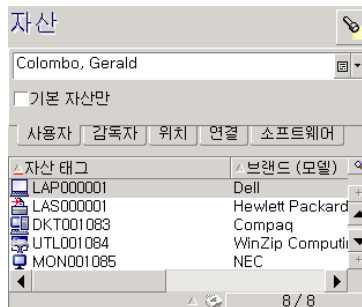 자산
Colombo, Gerald
기본 자산만
사용자 감독자 위치 연결 소프트웨어
자산 태그 브랜드 (모델)
LAP000001 Dell
LAS000001 Hewlett Packard
DKT001083 Compaq
UTL001084 WinZip Computi
MON001085 NEC
8/8